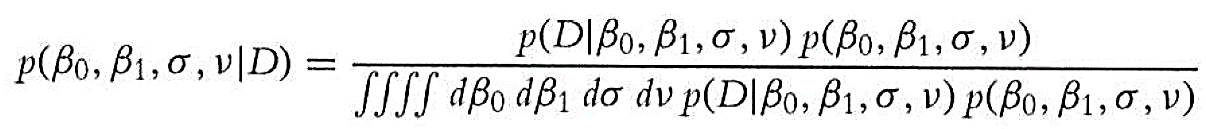 p(β₀, β₁, σ, ν|D) = p(D|β₀, β₁, σ, ν) p(β₀, β₁, σ, ν)
∫∫∫∫ dβ₀ dβ₁ dσ dν p(D|β₀, β₁, σ, ν) p(β₀, β₁, σ, ν)